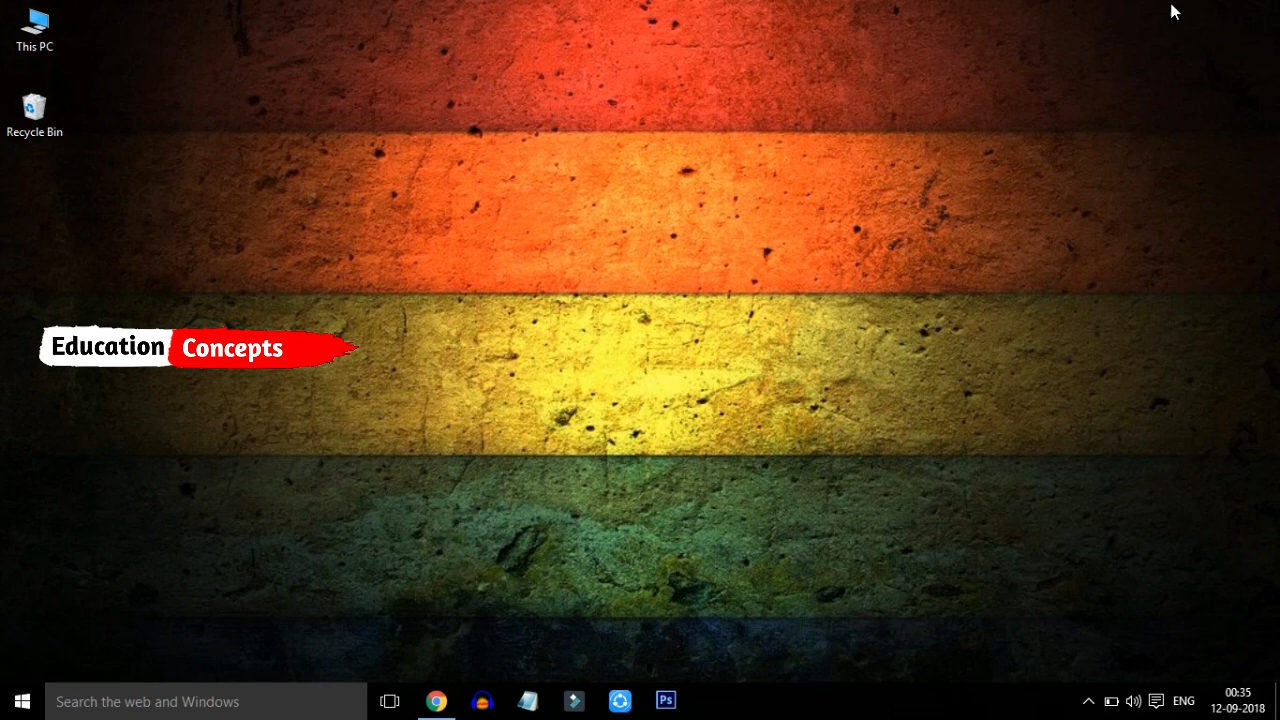 This PC
Recycle Bin
Education Concepts
Search the web and Windows
Ps
ENG
00:35
12-09-2018